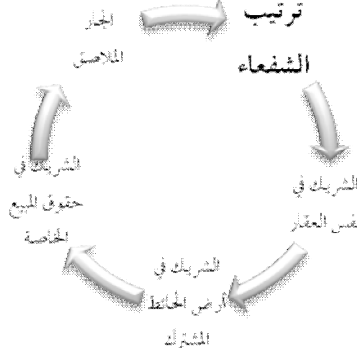 ترتيب
الشفعاء
الشريك في
نفس العقار
الشريك في
أرض الحائط
المشترك
الشريك في
حقوق المبيع
الخاصة
الجار
الملاصق